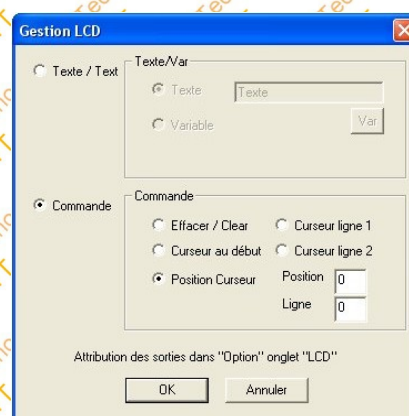 Gestion LCD
Texte / Text
Texte/Var
Texte
Texte
Variable
Var
Commande
Commande
Effacer / Clear
Curseur ligne 1
Curseur au début
Curseur ligne 2
Position Curseur
Position
0
Ligne
0
Attribution des sorties dans "Option" onglet "LCD"
OK
Annuler